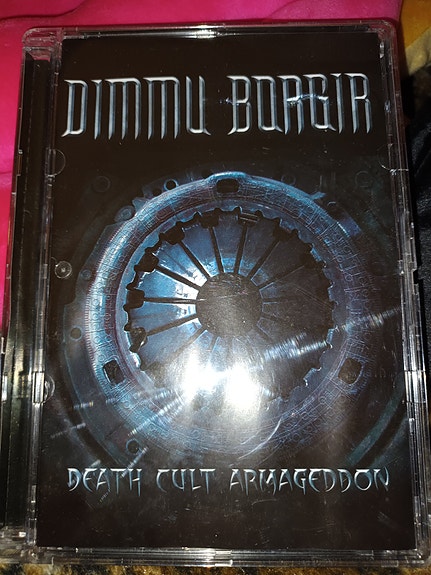 DIMMU BORGIR
DEATH CULT ARMAGEDDON